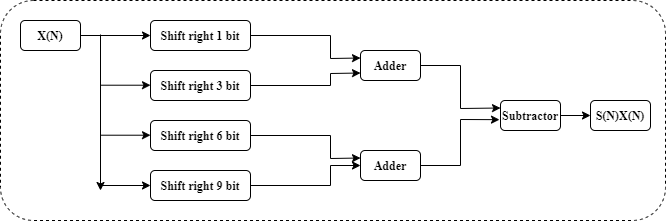 X(N)
Shift right 1 bit
Shift right 3 bit
Shift right 6 bit
Shift right 9 bit
Adder
Adder
Subtractor
S(N)X(N)